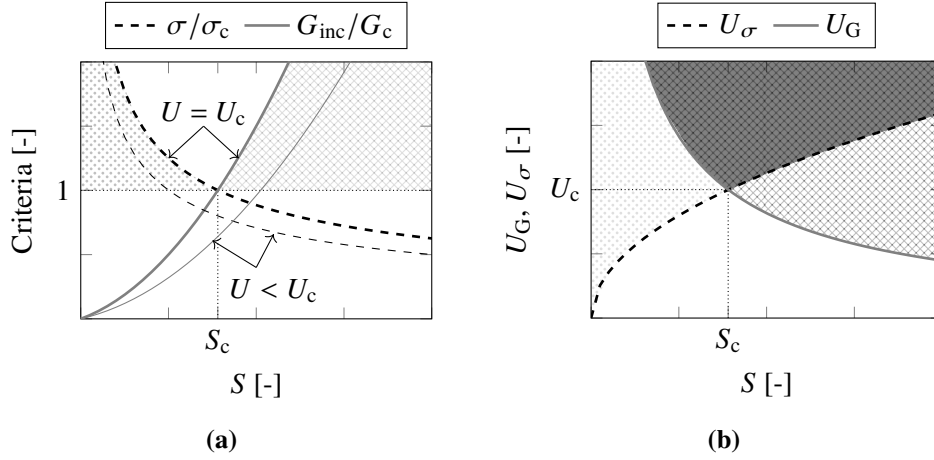 σ/σc Ginc/Gc
Criteria [-]
1
U = Uc
U < Uc
Sc
S [-]
(a)
Uσ UG
UG, Uσ [-]
Uc
Sc
S [-]
(b)